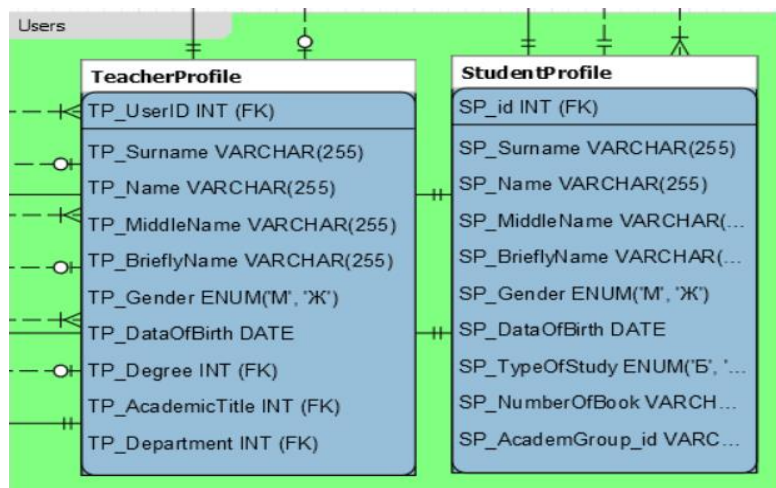 Users
TeacherProfile
TP_UserID INT (FK)
TP_Surname VARCHAR(255)
TP_Name VARCHAR(255)
TP_MiddleName VARCHAR(255)
TP_BrieflyName VARCHAR(255)
TP_Gender ENUM('М', 'Ж')
TP_DataOfBirth DATE
TP_Degree INT (FK)
TP_AcademicTitle INT (FK)
TP_Department INT (FK)
StudentProfile
SP_id INT (FK)
SP_Surname VARCHAR(255)
SP_Name VARCHAR(255)
SP_MiddleName VARCHAR(...
SP_BrieflyName VARCHAR(...
SP_Gender ENUM('М', 'Ж')
SP_DataOfBirth DATE
SP_TypeOfStudy ENUM('Б', '...
SP_NumberOfBook VARCH...
SP_AcademGroup_id VARC...